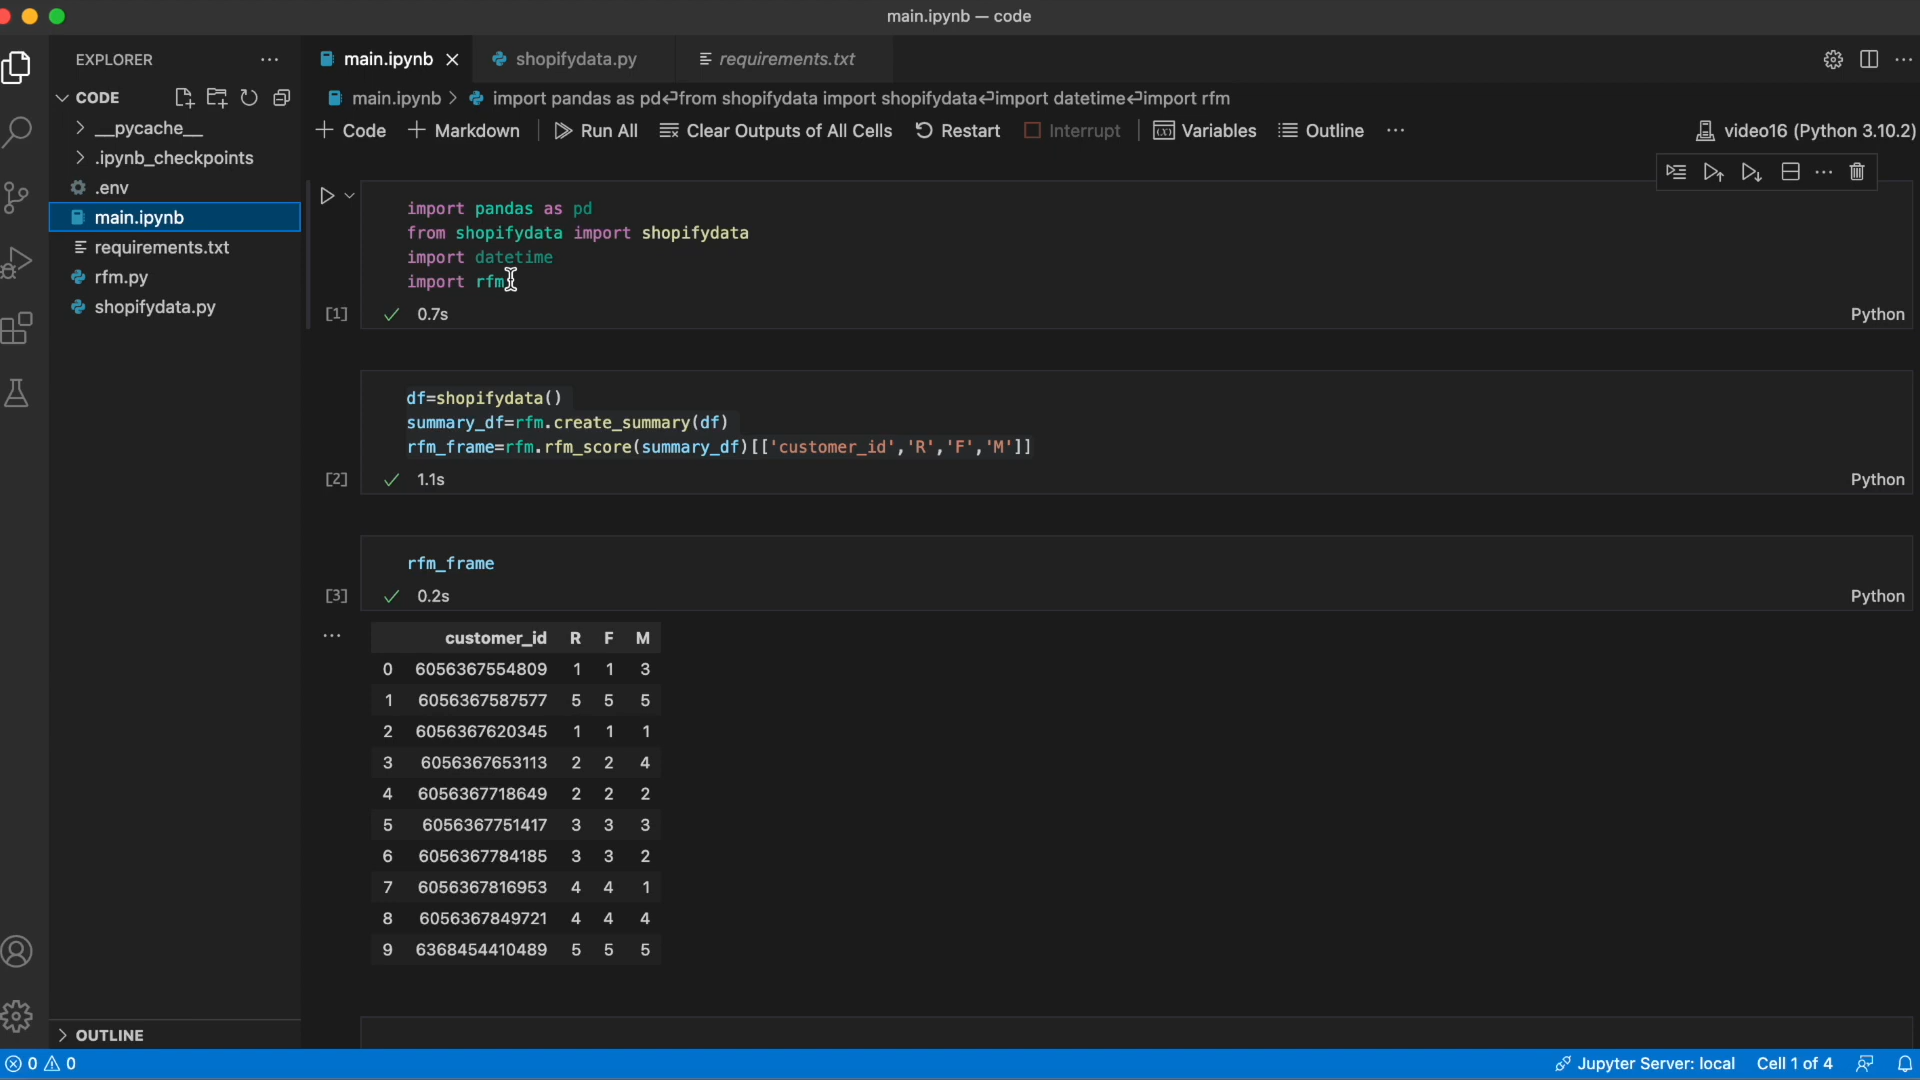 main.ipynb — code
EXPLORER
main.ipynb
shopifydata.py
requirements.txt
CODE
main.ipynb > import pandas as pd↵from shopifydata import shopifydata↵import datetime↵import rfm
__pycache__
+ Code + Markdown Run All Clear Outputs of All Cells Restart Interrupt Variables Outline ... video16 (Python 3.10.2)
.ipynb_checkpoints
.env
main.ipynb
requirements.txt
rfm.py
shopifydata.py
import pandas as pd
from shopifydata import shopifydata
import datetime
import rfm
[1] ✓ 0.7s Python
df=shopifydata()
summary_df=rfm.create_summary(df)
rfm_frame=rfm.rfm_score(summary_df)[['customer_id','R','F','M']]
[2] ✓ 1.1s Python
rfm_frame
[3] ✓ 0.2s Python
customer_id R F M
0 6056367554809 1 1 3
1 6056367587577 5 5 5
2 6056367620345 1 1 1
3 6056367653113 2 2 4
4 6056367718649 2 2 2
5 6056367751417 3 3 3
6 6056367784185 3 3 2
7 6056367816953 4 4 1
8 6056367849721 4 4 4
9 6368454410489 5 5 5
OUTLINE
0 0 Jupyter Server: local Cell 1 of 4